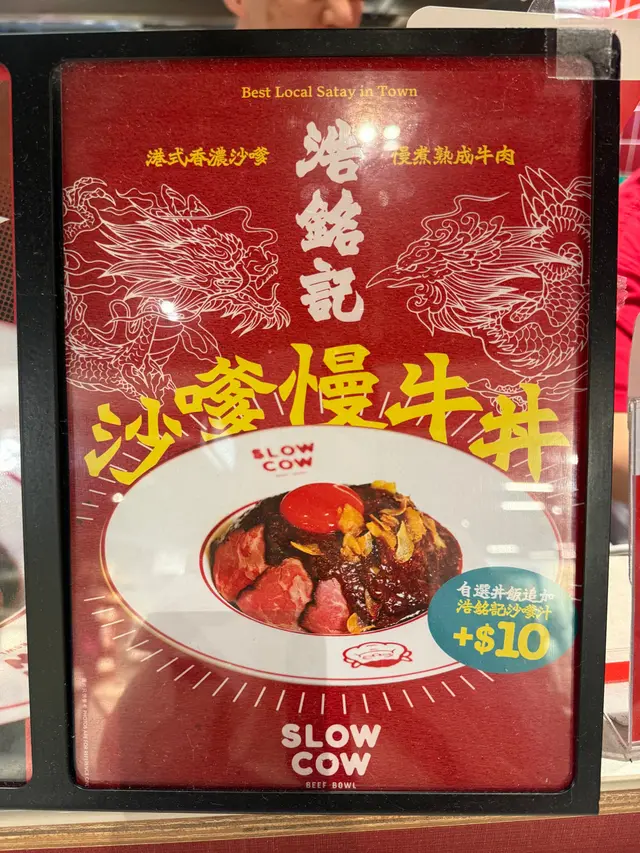 Best Local Satay in Town
港式香濃沙嗲
浩銘記
慢煮熟成牛肉
沙嗲慢牛丼
SLOW
COW
自選丼飯追加
浩銘記沙嗲汁
+$10
SLOW
COW
BEEF BOWL